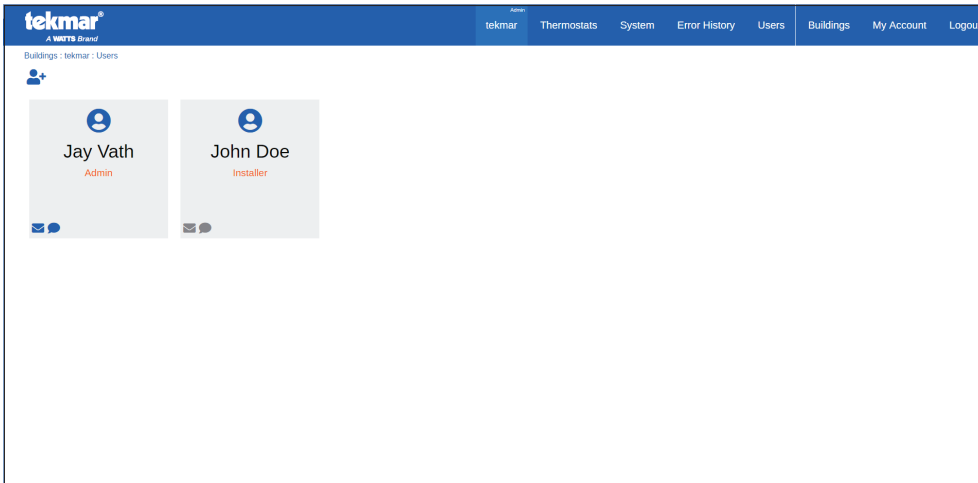 tekmar®
A WATTS Brand
Admin
tekmar Thermostats System Error History Users Buildings My Account Logou
Buildings : tekmar : Users
Jay Vath
Admin
John Doe
Installer